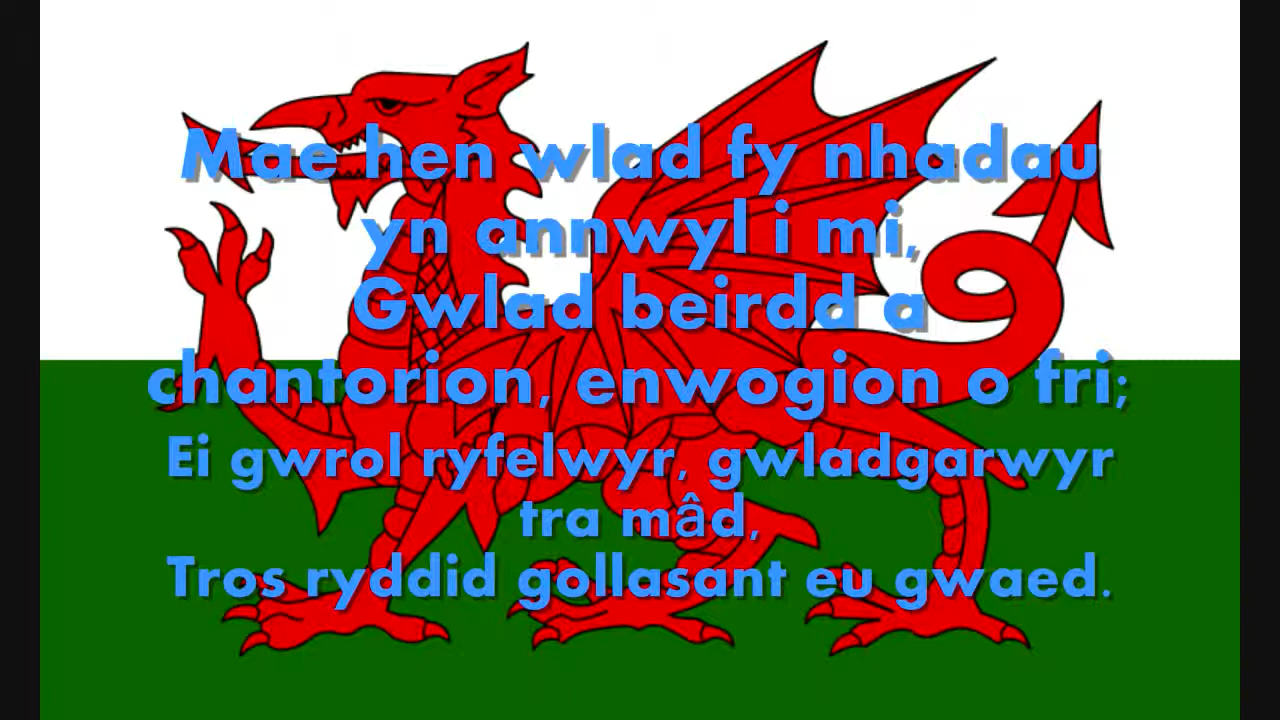 Mae hen wlad fy nhadau
yn annwyl i mi,
Gwlad beirdd a
chantorion, enwogion o fri;
Ei gwrol ryfelwyr, gwladgarwyr
tra mâd,
Tros ryddid gollasant eu gwaed.